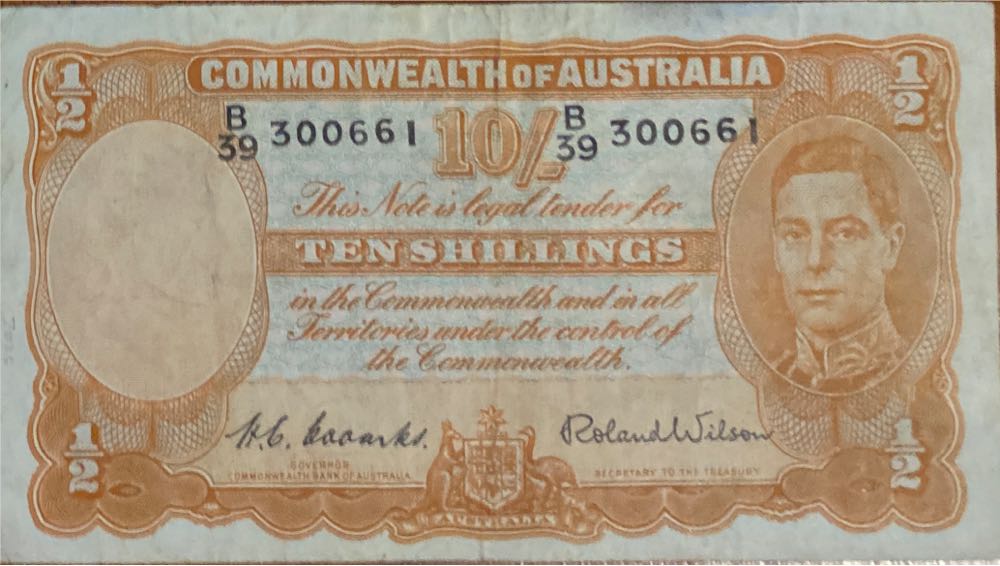 1/2 COMMONWEALTH OF AUSTRALIA 1/2
B/39 300661 10/- B/39 300661
This Note is legal tender for
TEN SHILLINGS
in the Commonwealth and in all
Territories under the control of
the Commonwealth.
H.C. Coombs. Roland Wilson
GOVERNOR
COMMONWEALTH BANK OF AUSTRALIA SECRETARY TO THE TREASURY
1/2 AUSTRALIA 1/2